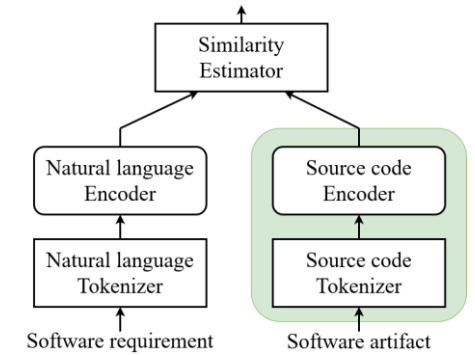 Similarity
Estimator
Natural language
Encoder
Source code
Encoder
Natural language
Tokenizer
Source code
Tokenizer
Software requirement
Software artifact